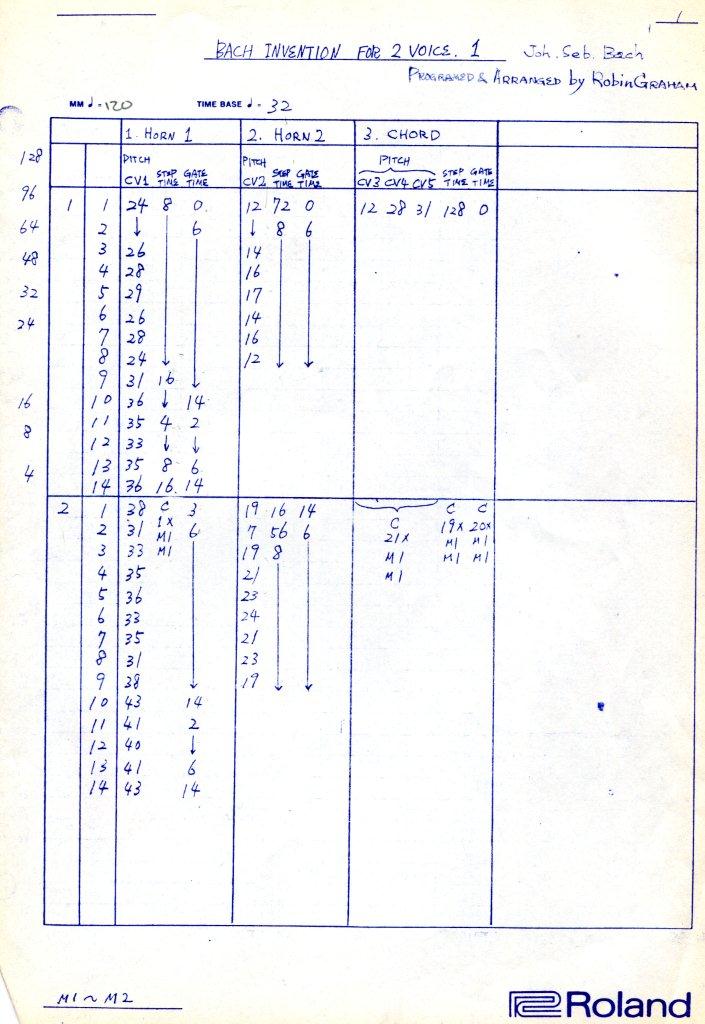 1
BACH INVENTION FOR 2 VOICE. 1 Joh. Seb. Bach
PROGRAMED & ARRANGED by Robin GRAHAM
MM ♩= 120 TIME BASE ♩= 32
1. HORN 1 2. HORN 2 3. CHORD
128 PITCH PITCH PITCH
CV1 STEP TIME GATE TIME CV2 STEP TIME GATE TIME CV3 CV4 CV5 STEP TIME GATE TIME
96
1 1 24 8 0 12 72 0 12 28 31 128 0
64 2 ↓ 6 ↓ 8 6
3 26 14
48 4 28 16
32 5 29 17
6 26 14
24 7 28 16
8 24 ↓ 12 ↓ ↓
9 31 16 ↓
16 10 36 ↓ 14
11 35 4 2
8 12 33 ↓ ↓
4 13 35 8 6
14 36 16 14
2 1 38 C 3 19 16 14 C C
2 31 1X 6 7 56 6 C 19X 20X
3 33 M1 19 8 21X M1 M1
M1 M1 M1 M1
4 35 21 M1
5 36 23
6 33 24
7 35 21
8 31 23
9 38 ↓ 19 ↓ ↓
10 43 14
11 41 2
12 40 ↓
13 41 6
14 43 14
M1 ~ M2
Roland